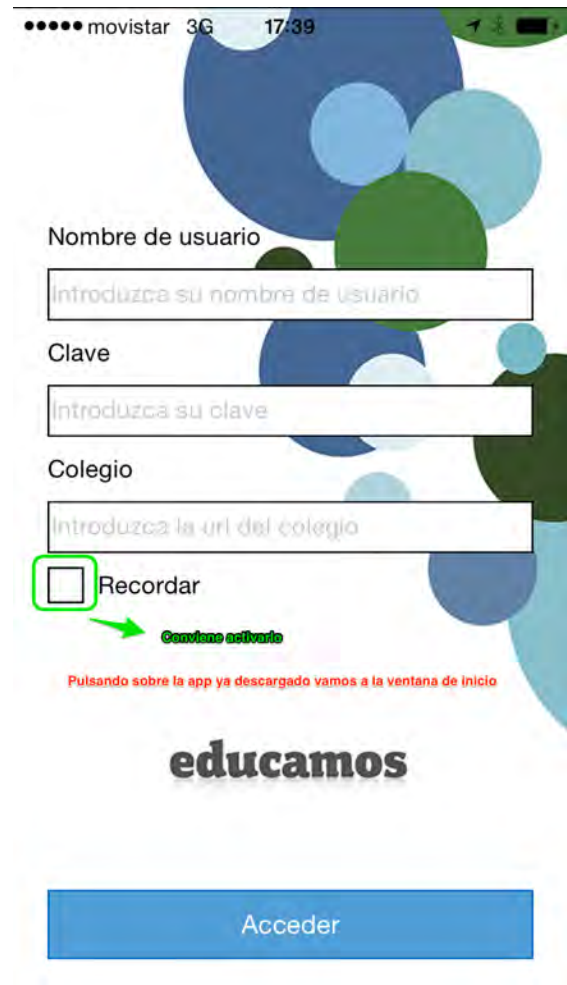 movistar 3G 17:39
Nombre de usuario
Introduzca su nombre de usuario
Clave
Introduzca su clave
Colegio
Introduzca la url del colegio
Recordar
Conviene activarlo
Pulsando sobre la app ya descargado vamos a la ventana de inicio
educamos
Acceder